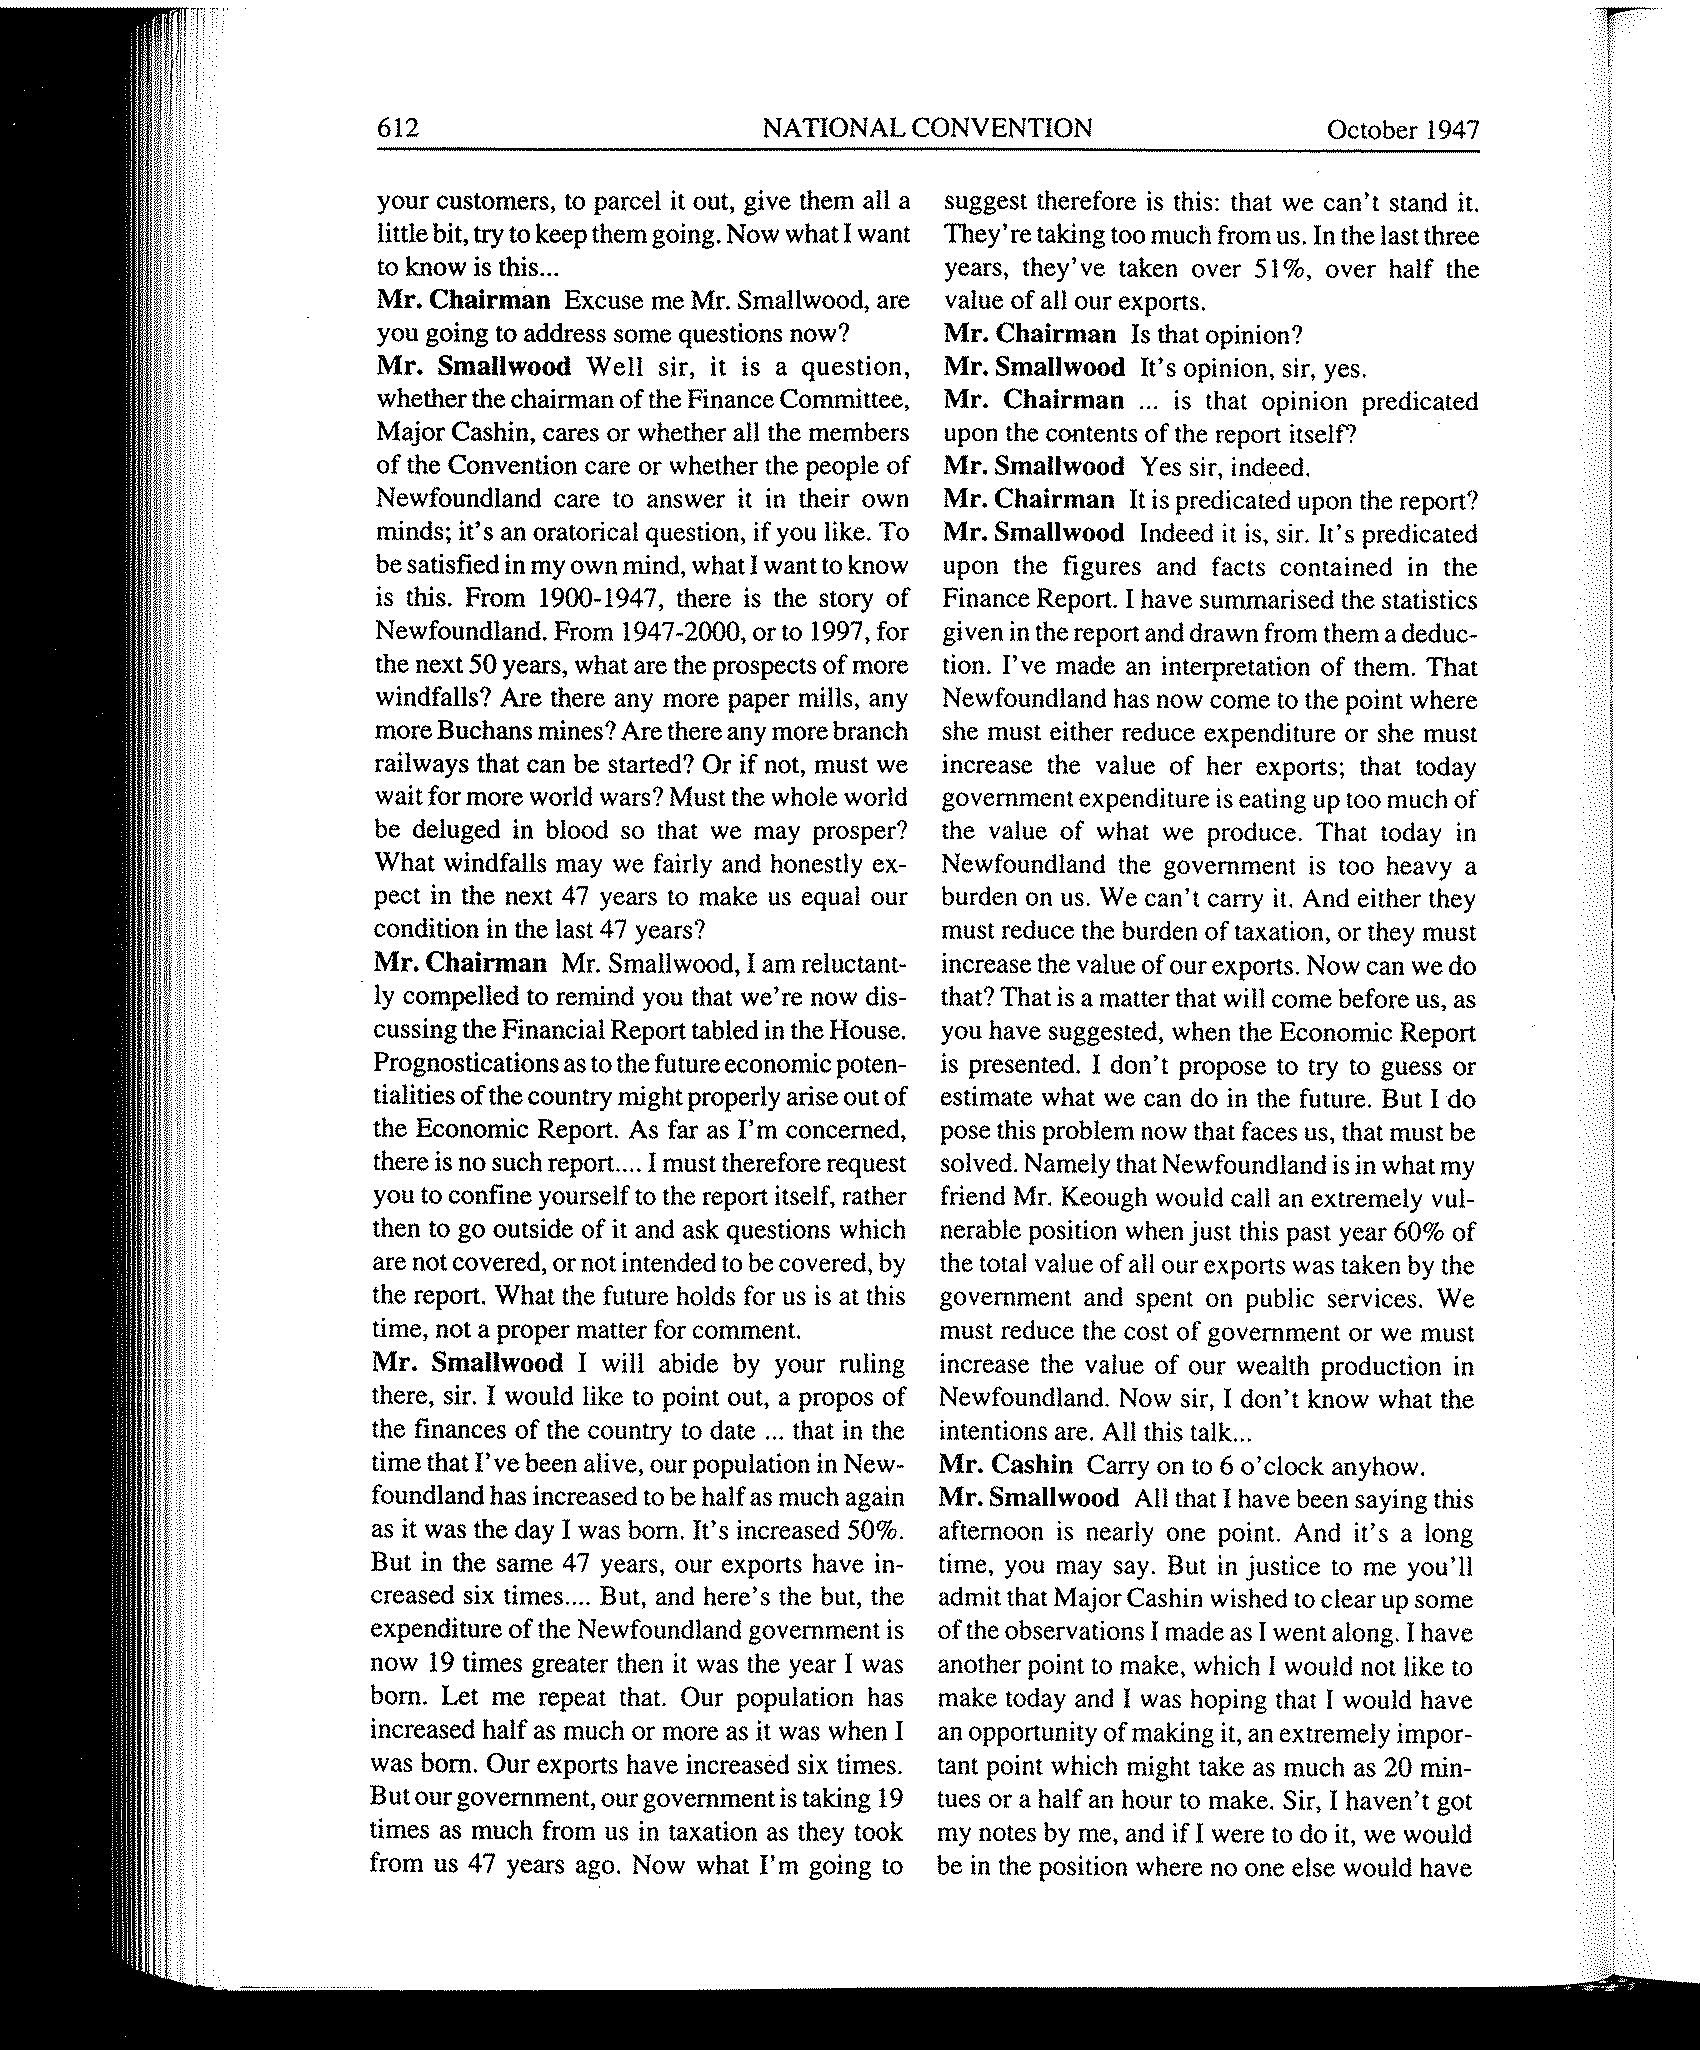 612
NATIONAL CONVENTION
October 1947
your customers, to parcel it out, give them all a
little bit, try to keep them going. Now what I want
to know is this...
Mr. Chairman Excuse me Mr. Smallwood, are
you going to address some questions now?
Mr. Smallwood Well sir, it is a question,
whether the chairman of the Finance Committee,
Major Cashin, cares or whether all the members
of the Convention care or whether the people of
Newfoundland care to answer it in their own
minds; it's an oratorical question, if you like. To
be satisfied in my own mind, what I want to know
is this. From 1900-1947, there is the story of
Newfoundland. From 1947-2000, or to 1997, for
the next 50 years, what are the prospects of more
windfalls? Are there any more paper mills, any
more Buchans mines? Are there any more branch
railways that can be started? Or if not, must we
wait for more world wars? Must the whole world
be deluged in blood so that we may prosper?
What windfalls may we fairly and honestly ex-
pect in the next 47 years to make us equal our
condition in the last 47 years?
Mr. Chairman Mr. Smallwood, I am reluctant-
ly compelled to remind you that we're now dis-
cussing the Financial Report tabled in the House.
Prognostications as to the future economic poten-
tialities of the country might properly arise out of
the Economic Report. As far as I'm concerned,
there is no such report.... I must therefore request
you to confine yourself to the report itself, rather
then to go outside of it and ask questions which
are not covered, or not intended to be covered, by
the report. What the future holds for us is at this
time, not a proper matter for comment.
Mr. Smallwood I will abide by your ruling
there, sir. I would like to point out, a propos of
the finances of the country to date ... that in the
time that I've been alive, our population in New-
foundland has increased to be half as much again
as it was the day I was born. It's increased 50%.
But in the same 47 years, our exports have in-
creased six times.... But, and here's the but, the
expenditure of the Newfoundland government is
now 19 times greater then it was the year I was
born. Let me repeat that. Our population has
increased half as much or more as it was when I
was born. Our exports have increased six times.
But our government, our government is taking 19
times as much from us in taxation as they took
from us 47 years ago. Now what I'm going to
suggest therefore is this: that we can't stand it.
They're taking too much from us. In the last three
years, they've taken over 51%, over half the
value of all our exports.
Mr. Chairman Is that opinion?
Mr. Smallwood It's opinion, sir, yes.
Mr. Chairman ... is that opinion predicated
upon the contents of the report itself?
Mr. Smallwood Yes sir, indeed.
Mr. Chairman It is predicated upon the report?
Mr. Smallwood Indeed it is, sir. It's predicated
upon the figures and facts contained in the
Finance Report. I have summarised the statistics
given in the report and drawn from them a deduc-
tion. I've made an interpretation of them. That
Newfoundland has now come to the point where
she must either reduce expenditure or she must
increase the value of her exports; that today
government expenditure is eating up too much of
the value of what we produce. That today in
Newfoundland the government is too heavy a
burden on us. We can't carry it. And either they
must reduce the burden of taxation, or they must
increase the value of our exports. Now can we do
that? That is a matter that will come before us, as
you have suggested, when the Economic Report
is presented. I don't propose to try to guess or
estimate what we can do in the future. But I do
pose this problem now that faces us, that must be
solved. Namely that Newfoundland is in what my
friend Mr. Keough would call an extremely vul-
nerable position when just this past year 60% of
the total value of all our exports was taken by the
government and spent on public services. We
must reduce the cost of government or we must
increase the value of our wealth production in
Newfoundland. Now sir, I don't know what the
intentions are. All this talk...
Mr. Cashin Carry on to 6 o'clock anyhow.
Mr. Smallwood All that I have been saying this
afternoon is nearly one point. And it's a long
time, you may say. But in justice to me you'll
admit that Major Cashin wished to clear up some
of the observations I made as I went along. I have
another point to make, which I would not like to
make today and I was hoping that I would have
an opportunity of making it, an extremely impor-
tant point which might take as much as 20 min-
tues or a half an hour to make. Sir, I haven't got
my notes by me, and if I were to do it, we would
be in the position where no one else would have